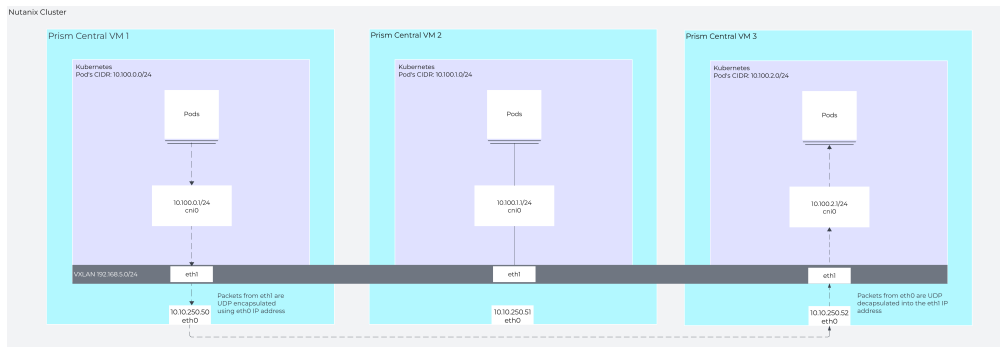 Nutanix Cluster
Prism Central VM 1
Kubernetes
Pod's CIDR: 10.100.0.0/24
Pods
10.100.0.1/24
cni0
Prism Central VM 2
Kubernetes
Pod's CIDR: 10.100.1.0/24
Pods
10.100.1.1/24
cni0
Prism Central VM 3
Kubernetes
Pod's CIDR: 10.100.2.0/24
Pods
10.100.2.1/24
cni0
VXLAN 192.168.5.0/24
eth1
eth1
eth1
Packets from eth1 are
UDP encapsulated
using eth0 IP address
10.10.250.50
eth0
10.10.250.51
eth0
10.10.250.52
eth0
Packets from eth0 are UDP
decapsulated into the eth1 IP
address